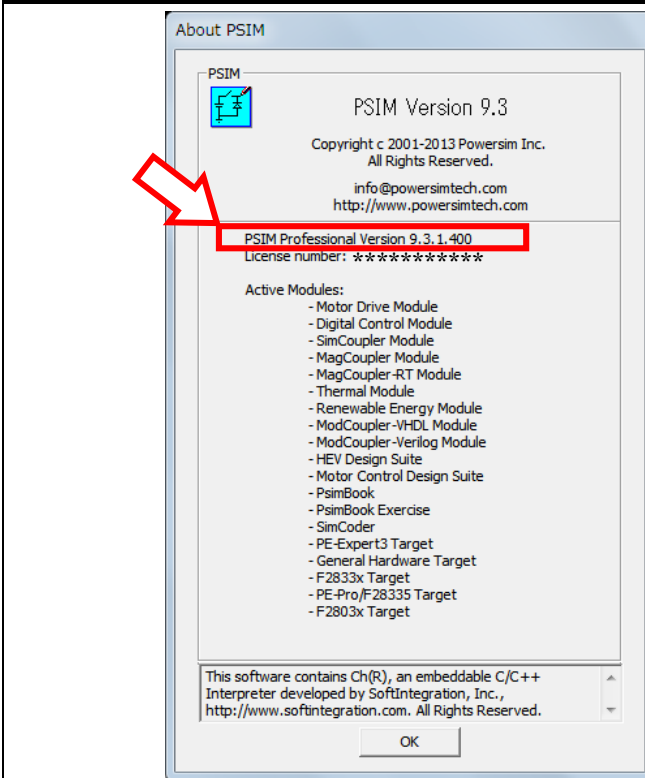 About PSIM
PSIM
PSIM Version 9.3
Copyright c 2001-2013 Powersim Inc.
All Rights Reserved.
info@powersimtech.com
http://www.powersimtech.com
PSIM Professional Version 9.3.1.400
License number: ***********
Active Modules:
- Motor Drive Module
- Digital Control Module
- SimCoupler Module
- MagCoupler Module
- MagCoupler-RT Module
- Thermal Module
- Renewable Energy Module
- ModCoupler-VHDL Module
- ModCoupler-Verilog Module
- HEV Design Suite
- Motor Control Design Suite
- PsimBook
- PsimBook Exercise
- SimCoder
- PE-Expert3 Target
- General Hardware Target
- F2833x Target
- PE-Pro/F28335 Target
- F2803x Target
This software contains Ch(R), an embeddable C/C++
Interpreter developed by SoftIntegration, Inc.,
http://www.softintegration.com. All Rights Reserved.
OK